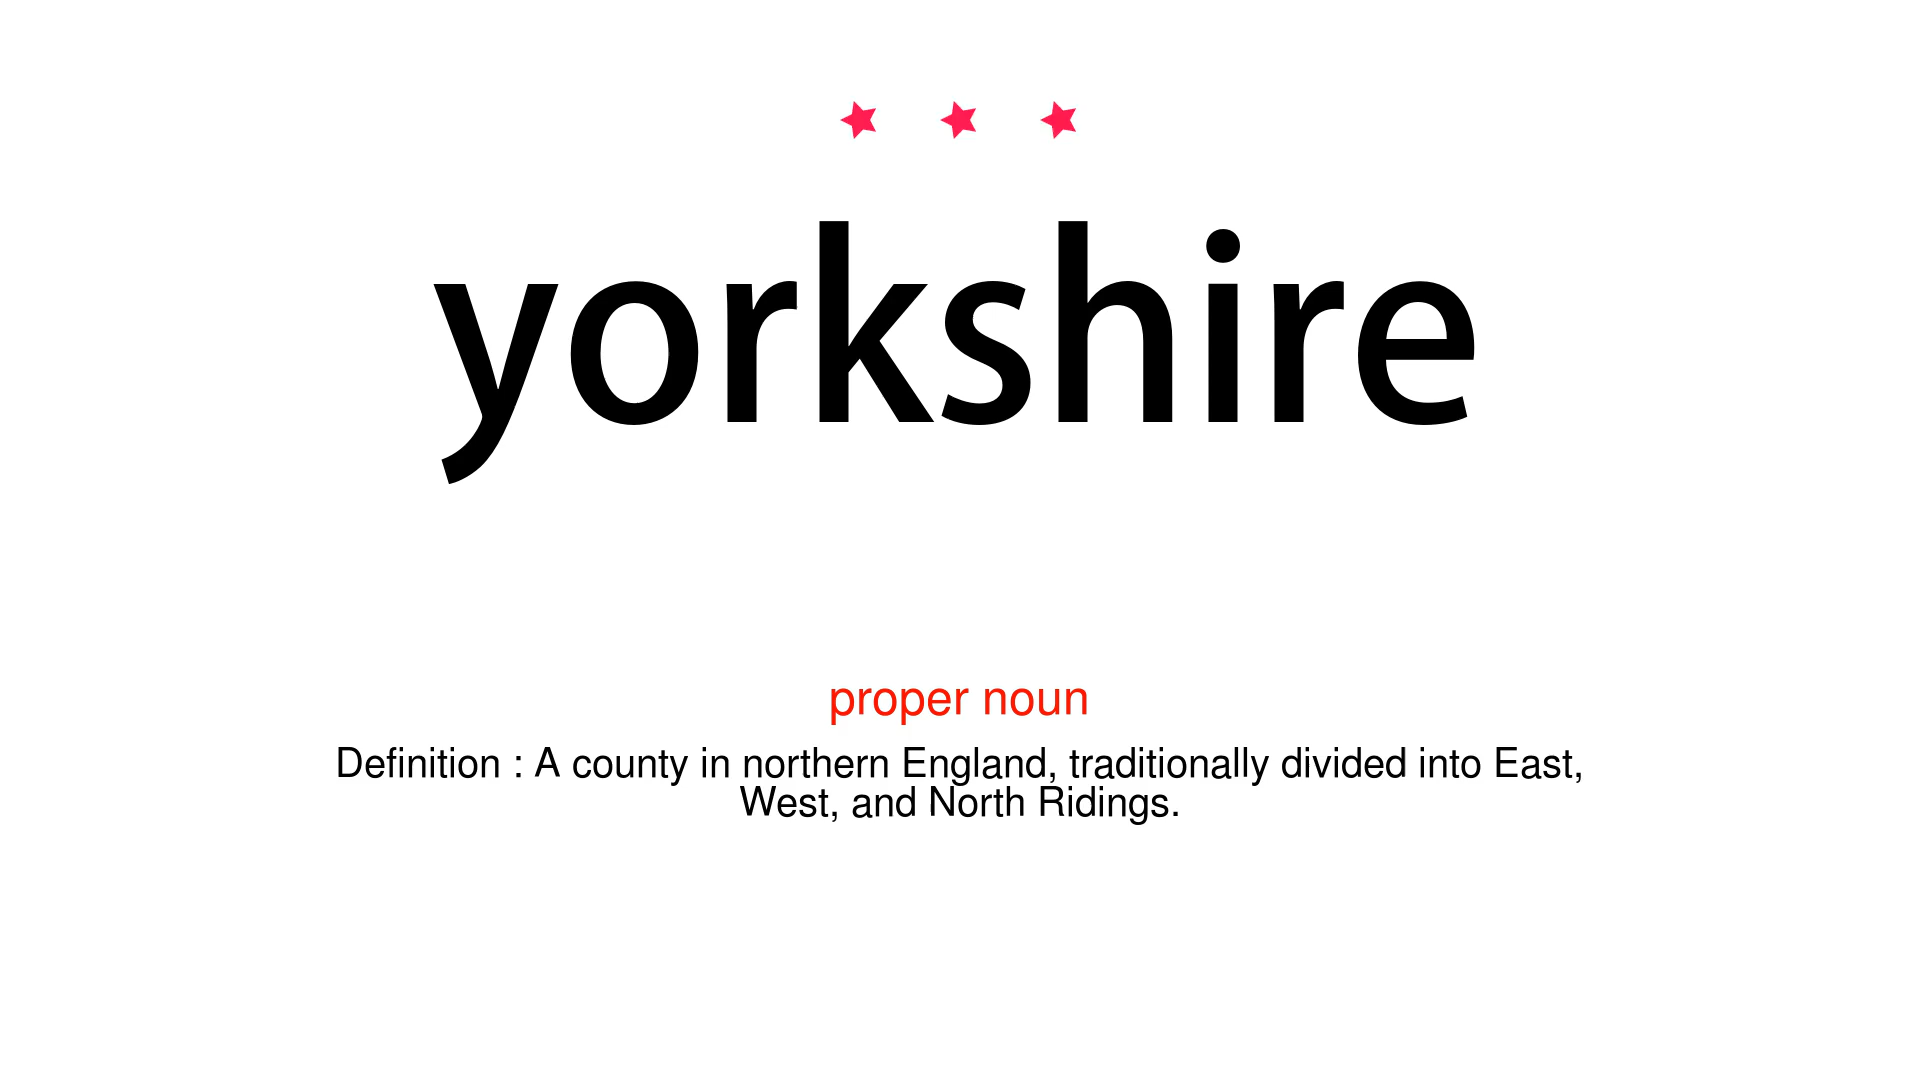 yorkshire
proper noun
Definition : A county in northern England, traditionally divided into East,
West, and North Ridings.